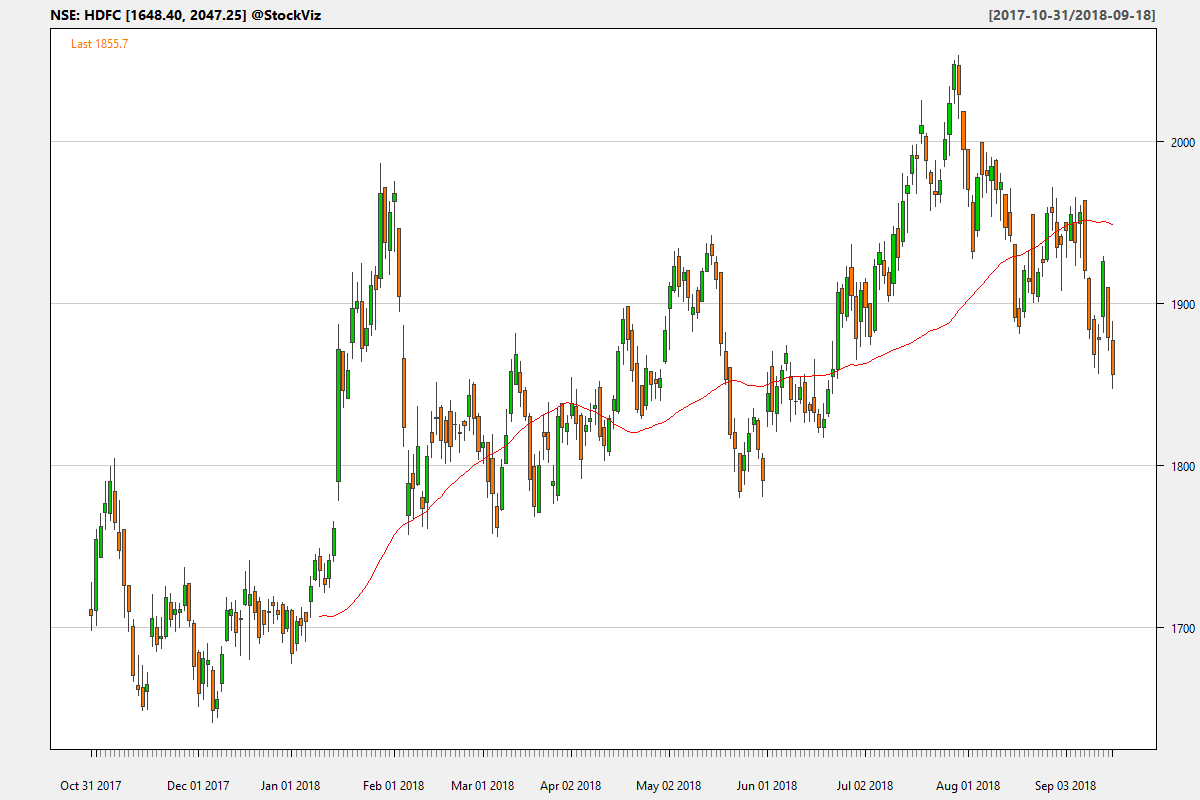 NSE: HDFC [1648.40, 2047.25] @StockViz
[2017-10-31/2018-09-18]
Last 1855.7
2000
1900
1800
1700
Oct 31 2017
Dec 01 2017
Jan 01 2018
Feb 01 2018
Mar 01 2018
Apr 02 2018
May 02 2018
Jun 01 2018
Jul 02 2018
Aug 01 2018
Sep 03 2018